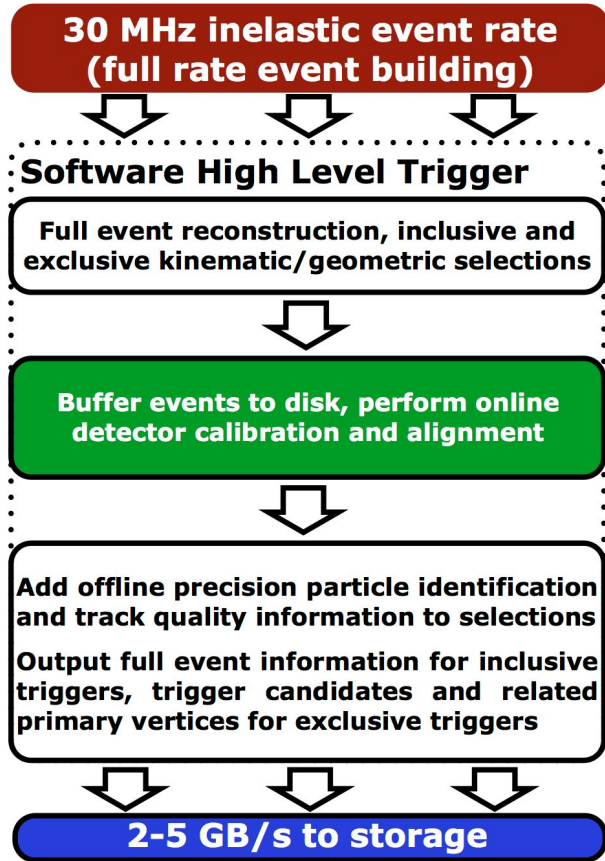 30 MHz inelastic event rate
(full rate event building)
Software High Level Trigger
Full event reconstruction, inclusive and
exclusive kinematic/geometric selections
Buffer events to disk, perform online
detector calibration and alignment
Add offline precision particle identification
and track quality information to selections
Output full event information for inclusive
triggers, trigger candidates and related
primary vertices for exclusive triggers
2-5 GB/s to storage